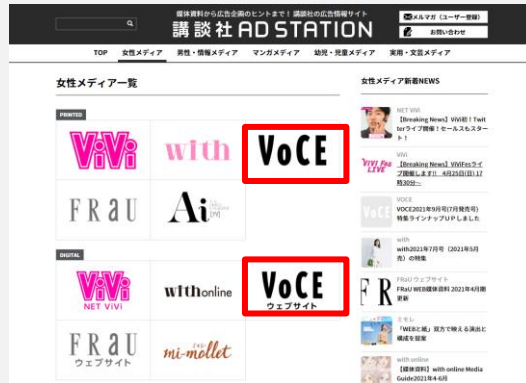 媒体資料から広告企画のヒントまで！ 講談社の広告情報サイト
講談社 AD STATION
メルマガ（ユーザー登録）
お問い合わせ
TOP 女性メディア 男性・情報メディア マンガメディア 幼児・児童メディア 実用・文芸メディア
女性メディア一覧
PRINTED
ViVi
with
VoCE
FRaU
Ai
[VV]
DIGITAL
ViVi
NET ViVi
withonline
VoCE
ウェブサイト
FRaU
ウェブサイト
mi-mollet
女性メディア新着NEWS
NET ViVi
【Breaking News】ViVi初！Twit
terライブ開催！セールスもスター
ト！
ViVi Fes
LIVE
ViVi
【Breaking News】ViViFesライ
ブ開催します!! 4月25日(日) 17
時30分～
VoCE
VOCE
VOCE2021年9月号(7月発売号)
特集ラインナップUPしました
with
with2021年7月号（2021年5月
売）の特集
F R
FRaU ウェブサイト
FRaU WEB媒体資料 2021年4月期
更新
ミモレ
「WEBと紙」双方で映える演出と
構成を提案
with online
【媒体資料】with online Media
Guide2021年4-6月